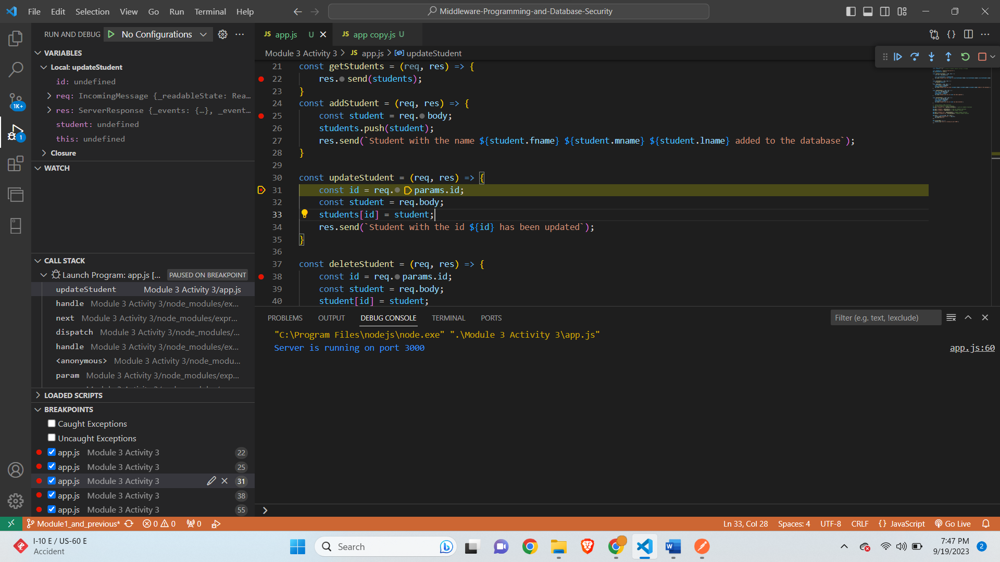 File Edit Selection View Go Run Terminal Help
Middleware-Programming-and-Database-Security
RUN AND DEBUG No Configurations
VARIABLES
Local: updateStudent
id: undefined
req: IncomingMessage {_readableState: Rea…
res: ServerResponse {_events: {…}, _event…
student: undefined
this: undefined
Closure
WATCH
CALL STACK
Launch Program: app.js [... PAUSED ON BREAKPOINT
updateStudent Module 3 Activity 3/app.js
handle Module 3 Activity 3/node_modules/ex...
next Module 3 Activity 3/node_modules/expr...
dispatch Module 3 Activity 3/node_modules/...
handle Module 3 Activity 3/node_modules/ex...
<anonymous> Module 3 Activity 3/node_modu...
param Module 3 Activity 3/node_modules/exp...
LOADED SCRIPTS
BREAKPOINTS
Caught Exceptions
Uncaught Exceptions
app.js Module 3 Activity 3 22
app.js Module 3 Activity 3 25
app.js Module 3 Activity 3 31
app.js Module 3 Activity 3 38
app.js Module 3 Activity 3 55
1K+
1
JS app.js U
JS app copy.js U
Module 3 Activity 3 > JS app.js > updateStudent
21 const getStudents = (req, res) => {
22 res.send(students);
23 }
24 const addStudent = (req, res) => {
25 const student = req.body;
26 students.push(student);
27 res.send(`Student with the name ${student.fname} ${student.mname} ${student.lname} added to the database`);
28 }
29
30 const updateStudent = (req, res) => {
31 const id = req.params.id;
32 const student = req.body;
33 students[id] = student;
34 res.send(`Student with the id ${id} has been updated`);
35 }
36
37 const deleteStudent = (req, res) => {
38 const id = req.params.id;
39 const student = req.body;
40 student[id] = student;
PROBLEMS OUTPUT DEBUG CONSOLE TERMINAL PORTS
Filter (e.g. text, !exclude)
"C:\Program Files\nodejs\node.exe" ".\Module 3 Activity 3\app.js"
Server is running on port 3000 app.js:60
Module1_and_previous* 0 0 0
Ln 33, Col 28 Spaces: 4 UTF-8 CRLF {} JavaScript Go Live
I-10 E / US-60 E
Accident
Search
7:47 PM
9/19/2023
2